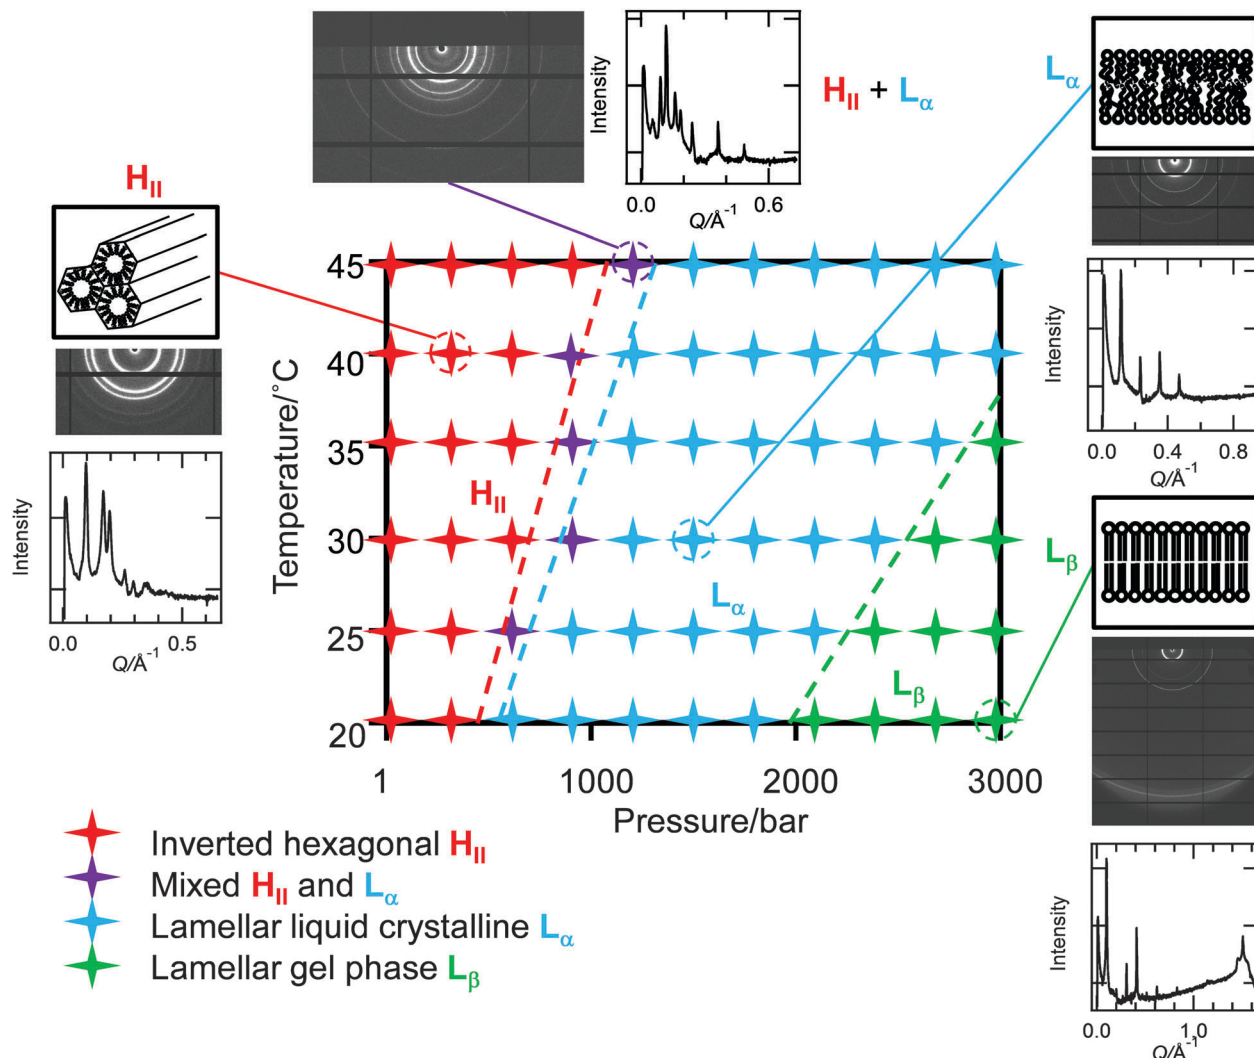 Intensity
0.0 0.6
Q/Å⁻¹
H_II + L_α
L_α
H_II
Intensity
0.0 0.5
Q/Å⁻¹
Intensity
0.0 0.4 0.8
Q/Å⁻¹
45
40
35
30
25
20
Temperature/˚C
H_II
L_α
L_β
L_β
1 1000 2000 3000
Pressure/bar
Intensity
0.0 1.0
Q/Å⁻¹
Inverted hexagonal H_II
Mixed H_II and L_α
Lamellar liquid crystalline L_α
Lamellar gel phase L_β